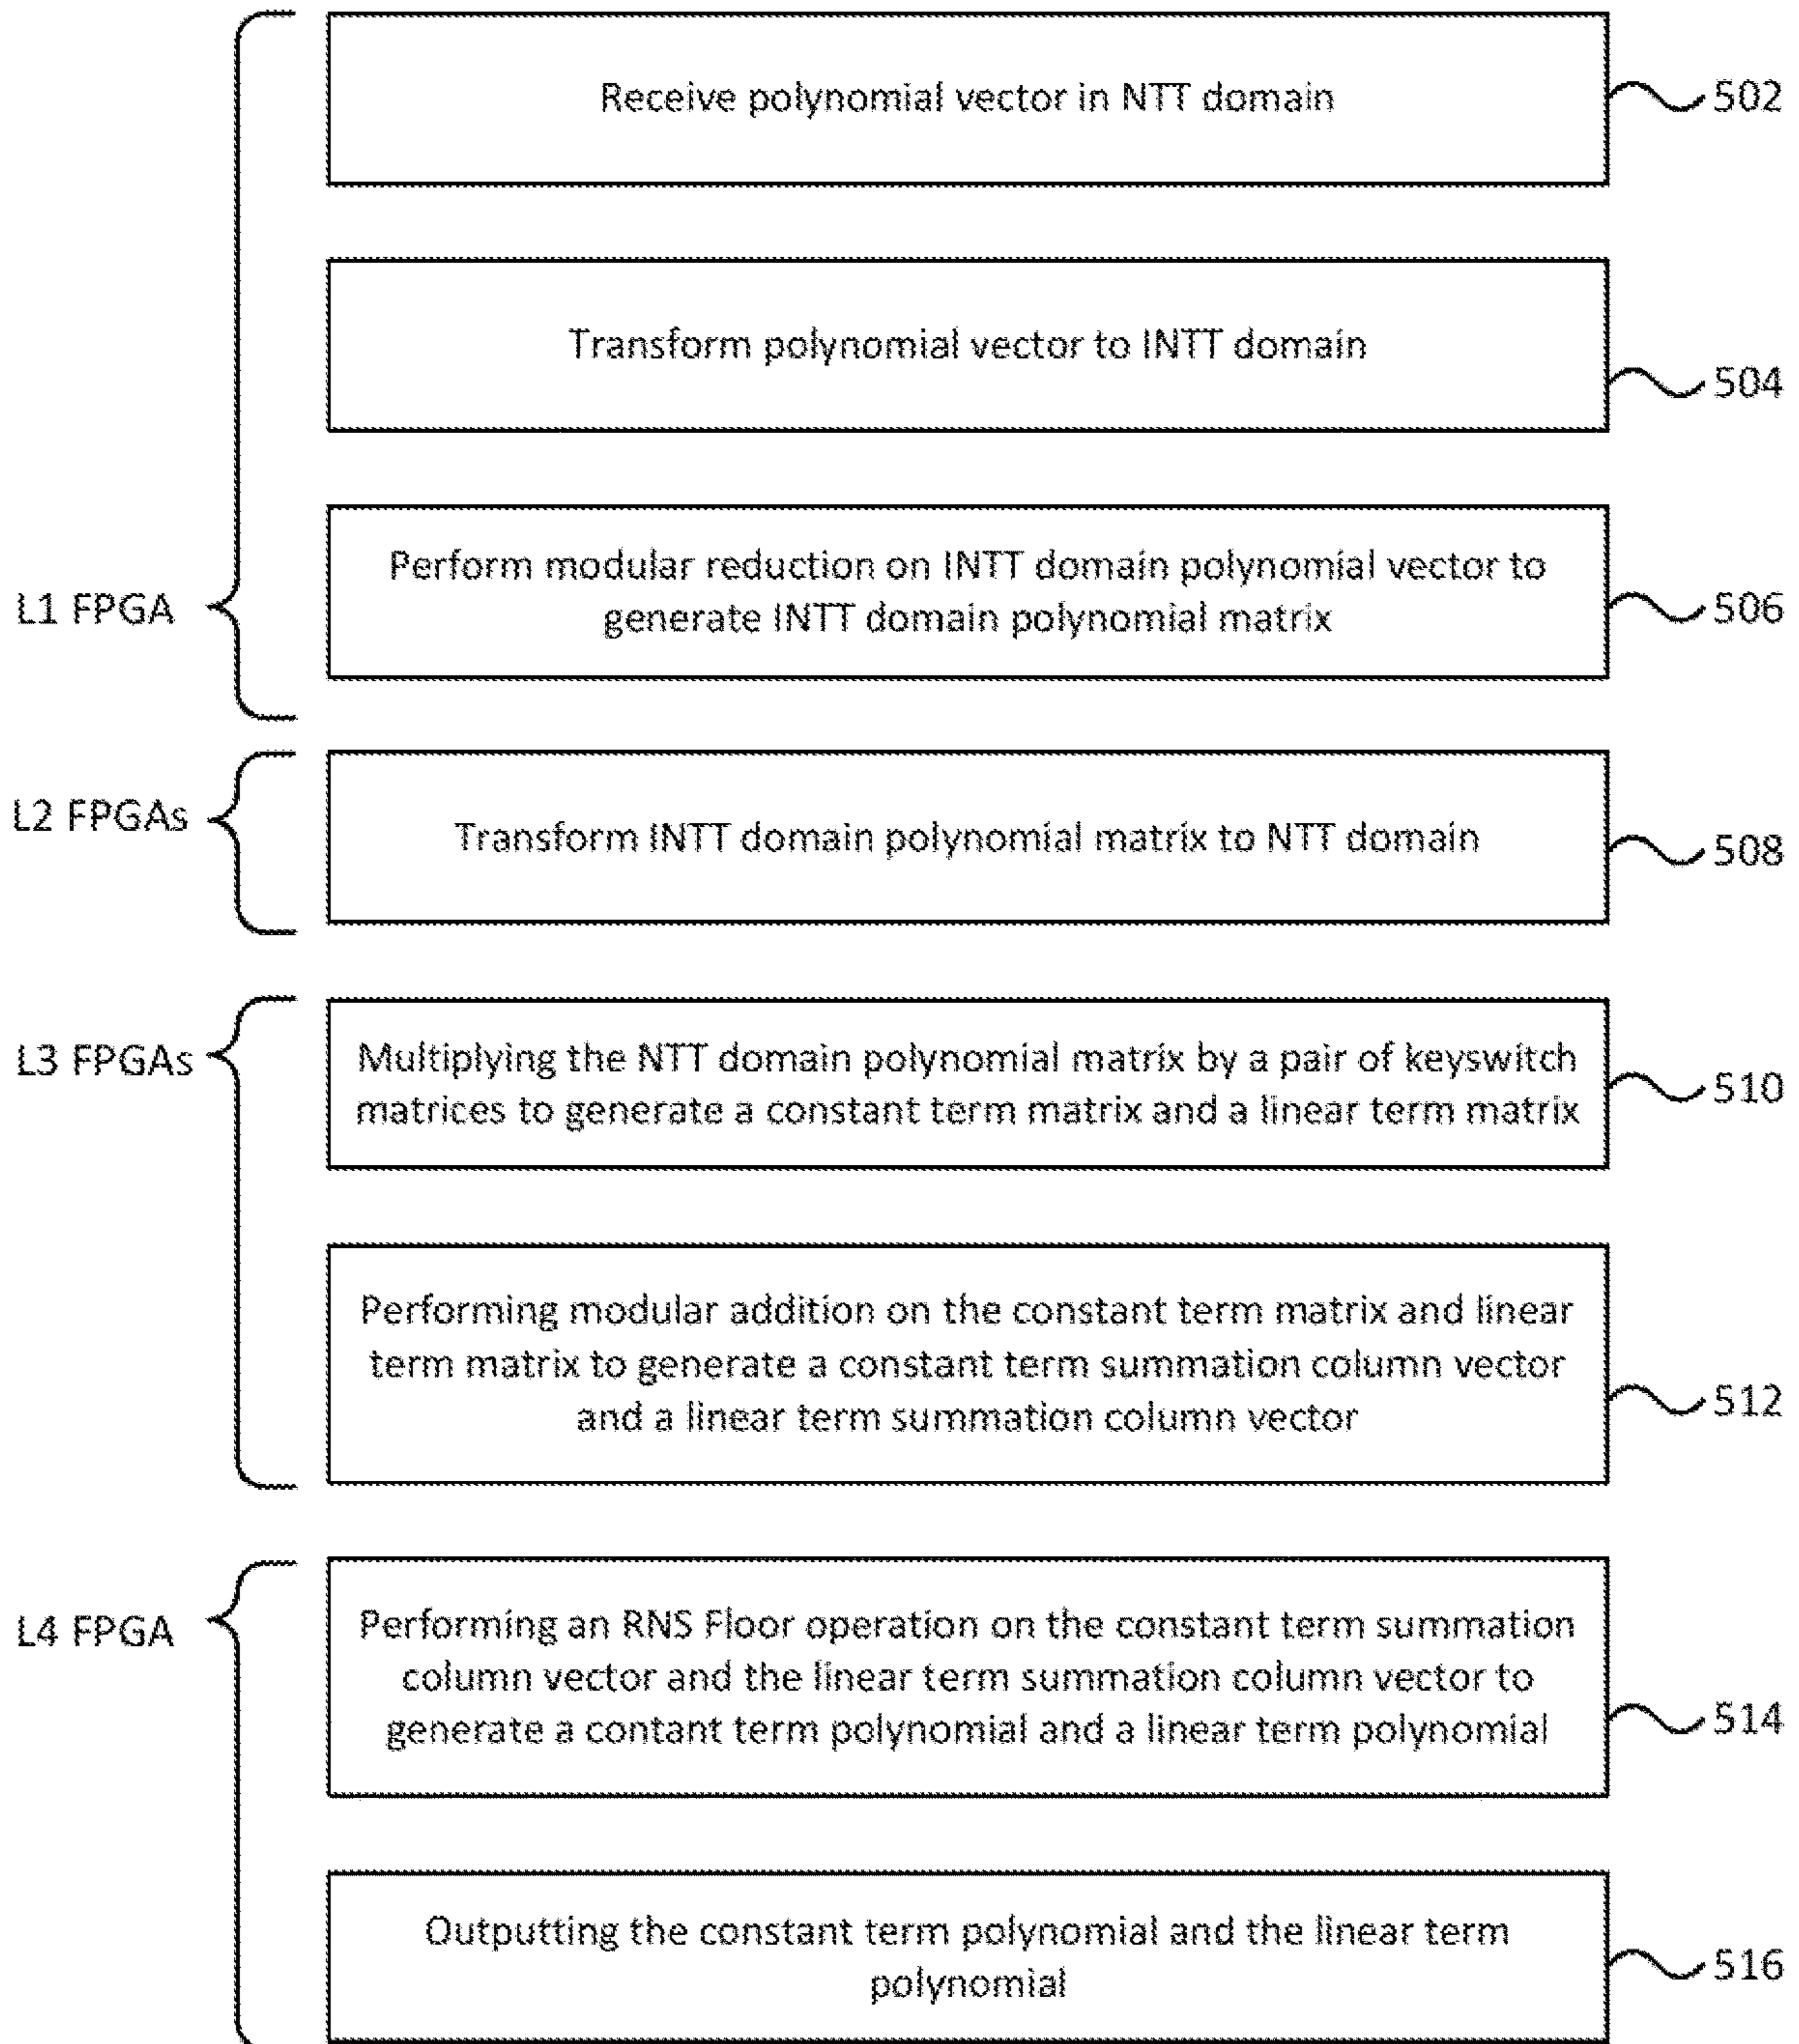 Receive polynomial vector in NTT domain
502
Transform polynomial vector to INTT domain
504
L1 FPGA
Perform modular reduction on INTT domain polynomial vector to
generate INTT domain polynomial matrix
506
L2 FPGAs
Transform INTT domain polynomial matrix to NTT domain
508
L3 FPGAs
Multiplying the NTT domain polynomial matrix by a pair of keyswitch
matrices to generate a constant term matrix and a linear term matrix
510
Performing modular addition on the constant term matrix and linear
term matrix to generate a constant term summation column vector
and a linear term summation column vector
512
L4 FPGA
Performing an RNS Floor operation on the constant term summation
column vector and the linear term summation column vector to
generate a contant term polynomial and a linear term polynomial
514
Outputting the constant term polynomial and the linear term
polynomial
516